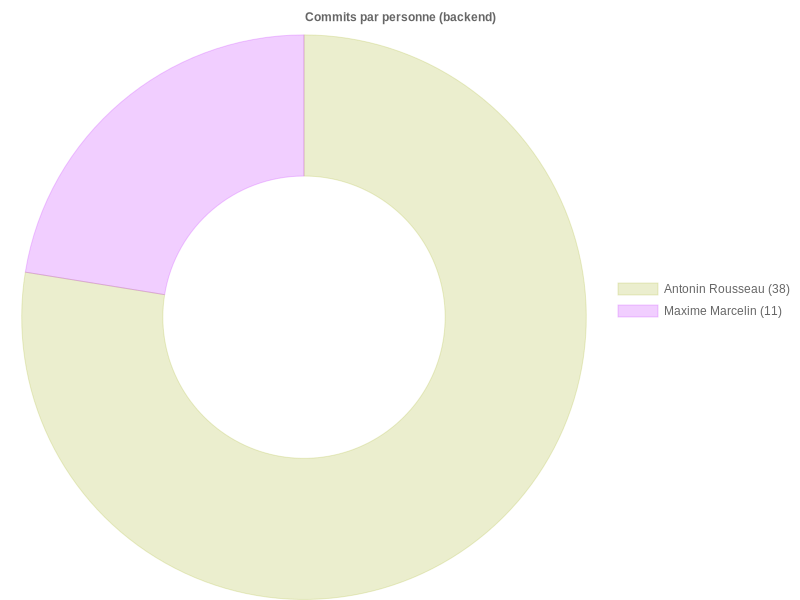 Commits par personne (backend)
Antonin Rousseau (38)
Maxime Marcelin (11)